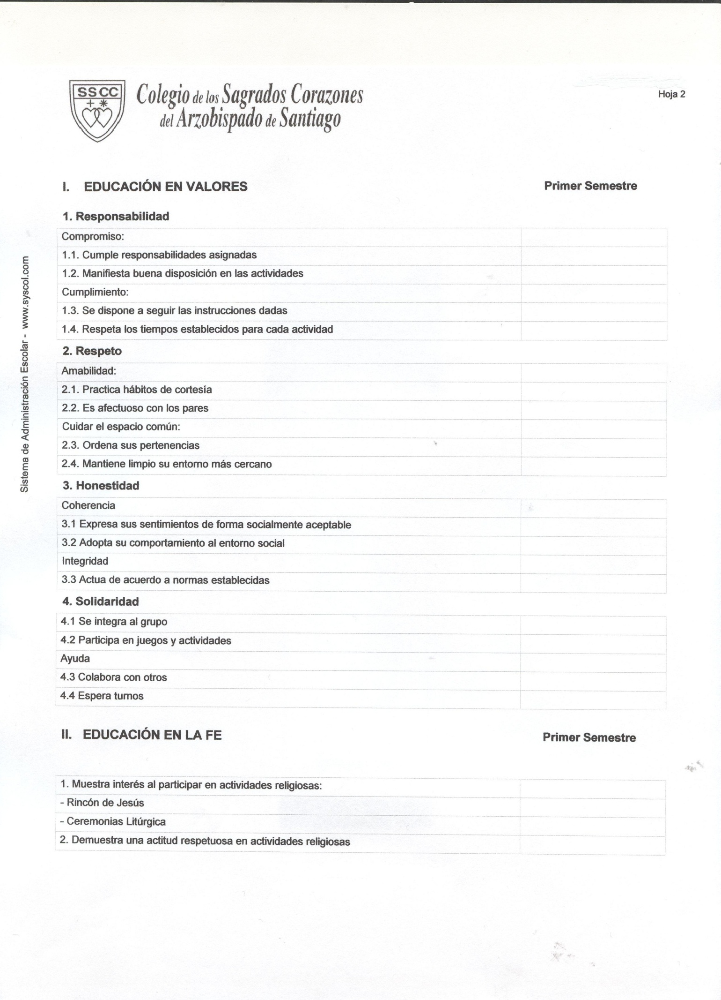 SSCC
Colegio de los Sagrados Corazones
del Arzobispado de Santiago
Hoja 2
I. EDUCACIÓN EN VALORES Primer Semestre
1. Responsabilidad
Compromiso:
1.1. Cumple responsabilidades asignadas
1.2. Manifiesta buena disposición en las actividades
Cumplimiento:
1.3. Se dispone a seguir las instrucciones dadas
1.4. Respeta los tiempos establecidos para cada actividad
2. Respeto
Amabilidad:
2.1. Practica hábitos de cortesía
2.2. Es afectuoso con los pares
Cuidar el espacio común:
2.3. Ordena sus pertenencias
2.4. Mantiene limpio su entorno más cercano
3. Honestidad
Coherencia
3.1 Expresa sus sentimientos de forma socialmente aceptable
3.2 Adopta su comportamiento al entorno social
Integridad
3.3 Actua de acuerdo a normas establecidas
4. Solidaridad
4.1 Se integra al grupo
4.2 Participa en juegos y actividades
Ayuda
4.3 Colabora con otros
4.4 Espera turnos
II. EDUCACIÓN EN LA FE Primer Semestre
1. Muestra interés al participar en actividades religiosas:
- Rincón de Jesús
- Ceremonias Litúrgica
2. Demuestra una actitud respetuosa en actividades religiosas
Sistema de Administración Escolar - www.syscol.com